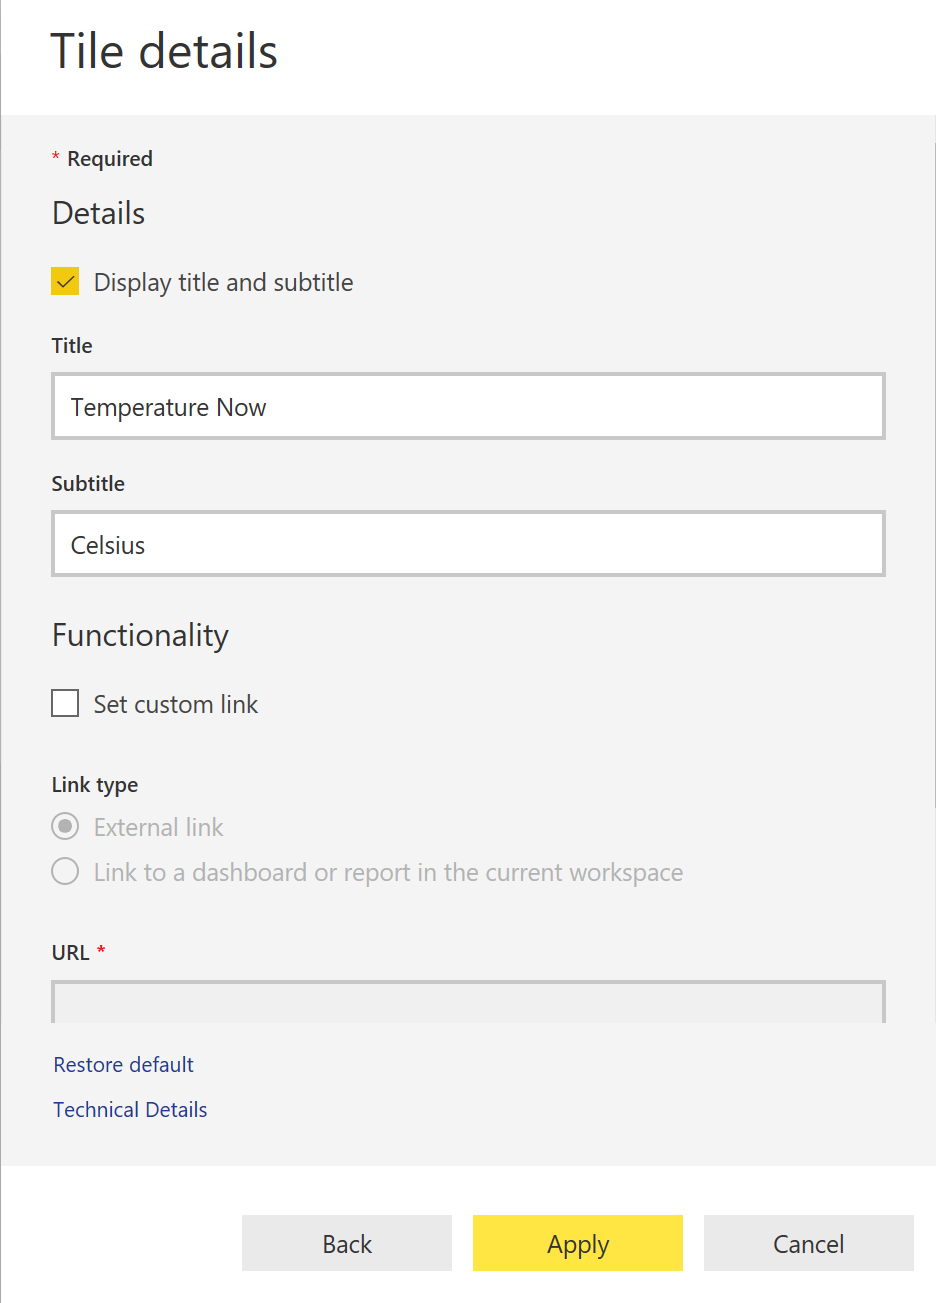 Tile details
* Required
Details
Display title and subtitle
Title
Temperature Now
Subtitle
Celsius
Functionality
Set custom link
Link type
External link
Link to a dashboard or report in the current workspace
URL *
Restore default
Technical Details
Back Apply Cancel